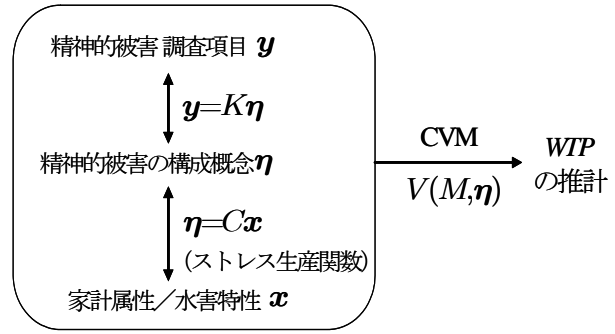 精神的被害 調査項目 y
y=Kη
精神的被害の構成概念η
η=Cx
(ストレス生産関数)
家計属性／水害特性 x
CVM
V(M,η)
WTP
の推計